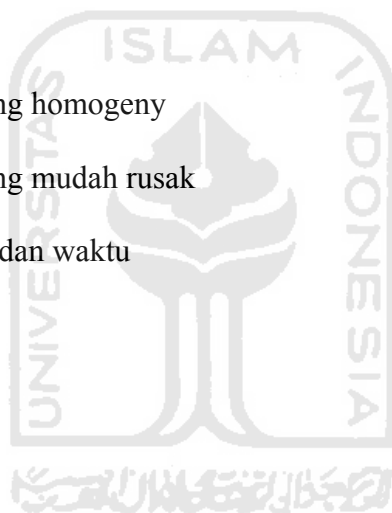 ISLAM
UNIVERSITAS
INDONESIA
ng homogeny
ng mudah rusak
dan waktu